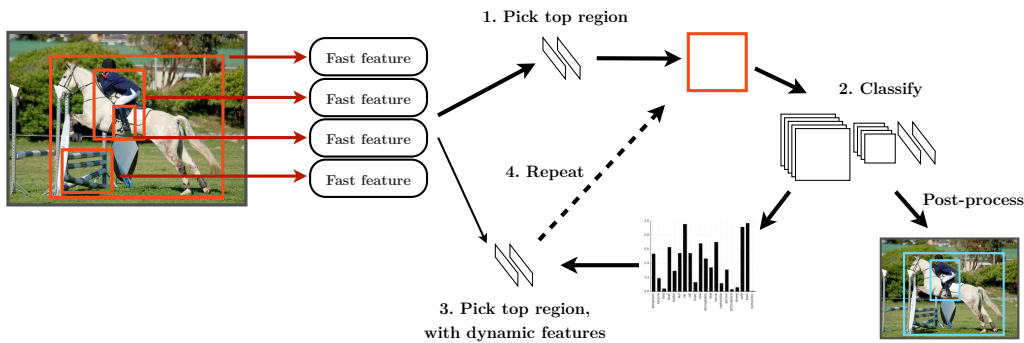 1. Pick top region
Fast feature
Fast feature
Fast feature
Fast feature
2. Classify
4. Repeat
Post-process
3. Pick top region,
with dynamic features